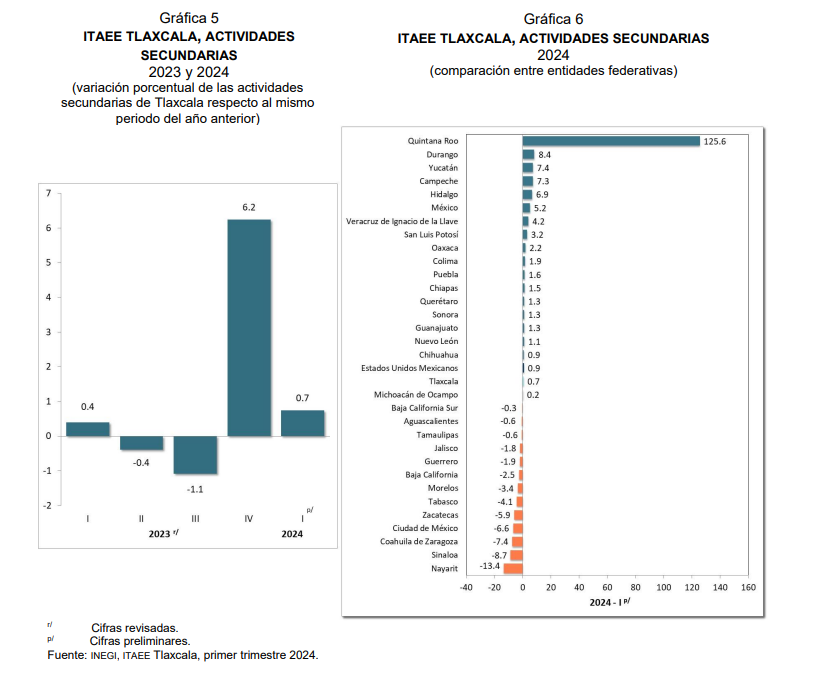 Gráfica 5
ITAEE TLAXCALA, ACTIVIDADES
SECUNDARIAS
2023 y 2024
(variación porcentual de las actividades
secundarias de Tlaxcala respecto al mismo
periodo del año anterior)
7
6
5
4
3
2
1
0
-1
-2
0.4
-0.4
-1.1
6.2
0.7
I
II
III
IV
I p/
2023 r/
2024
Gráfica 6
ITAEE TLAXCALA, ACTIVIDADES SECUNDARIAS
2024
(comparación entre entidades federativas)
Quintana Roo 125.6
Durango 8.4
Yucatán 7.4
Campeche 7.3
Hidalgo 6.9
México 5.2
Veracruz de Ignacio de la Llave 4.2
San Luis Potosí 3.2
Oaxaca 2.2
Colima 1.9
Puebla 1.6
Chiapas 1.5
Querétaro 1.3
Sonora 1.3
Guanajuato 1.3
Nuevo León 1.1
Chihuahua 0.9
Estados Unidos Mexicanos 0.9
Tlaxcala 0.7
Michoacán de Ocampo 0.2
Baja California Sur -0.3
Aguascalientes -0.6
Tamaulipas -0.6
Jalisco -1.8
Guerrero -1.9
Baja California -2.5
Morelos -3.4
Tabasco -4.1
Zacatecas -5.9
Ciudad de México -6.6
Coahuila de Zaragoza -7.4
Sinaloa -8.7
Nayarit -13.4
-40 -20 0 20 40 60 80 100 120 140 160
2024 - I p/
r/ Cifras revisadas.
p/ Cifras preliminares.
Fuente: INEGI, ITAEE Tlaxcala, primer trimestre 2024.